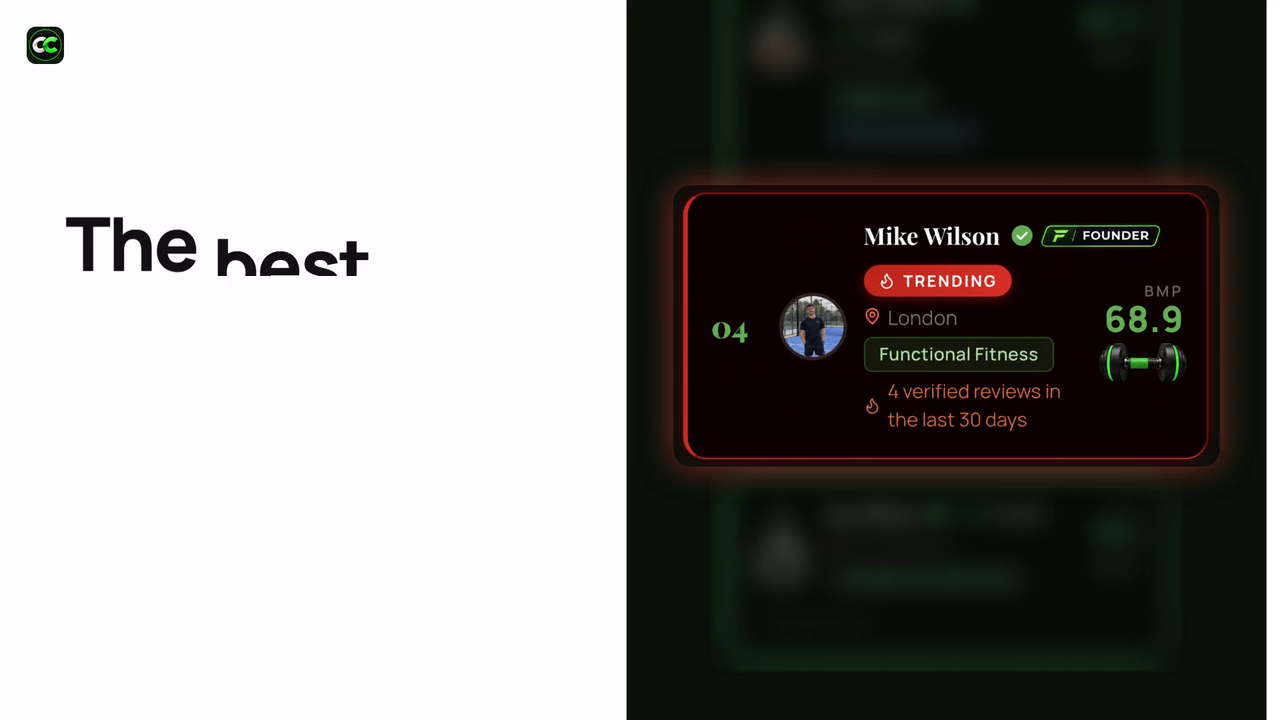 CC
The best
Mike Wilson
F / FOUNDER
TRENDING
04
London
Functional Fitness
4 verified reviews in
the last 30 days
BMP
68.9